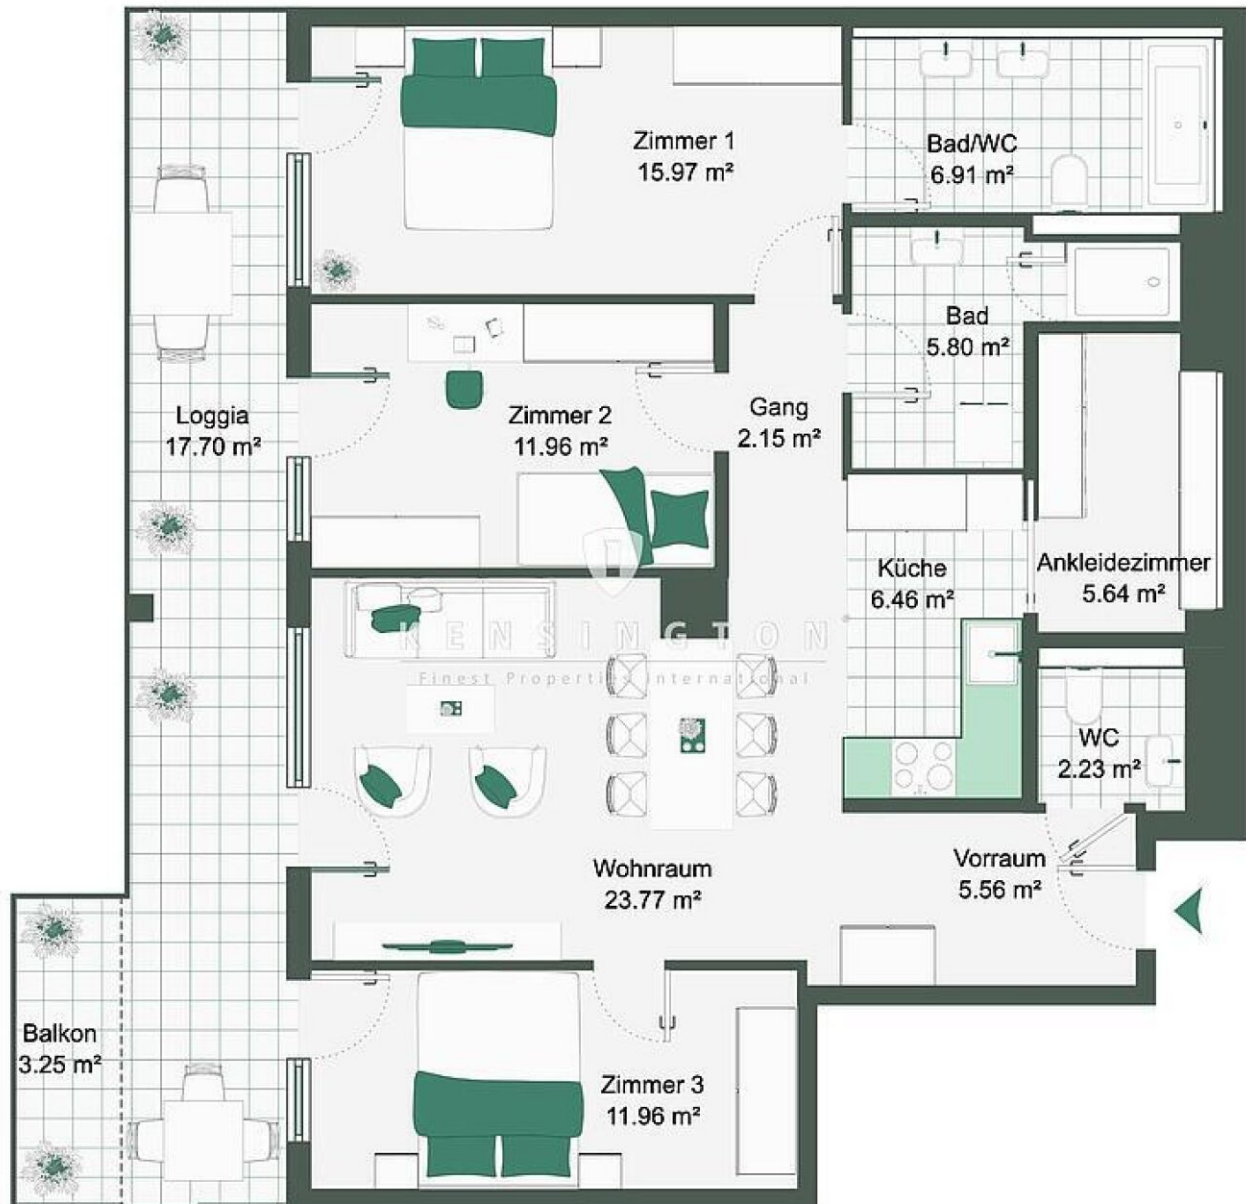 Zimmer 1
15.97 m²
Bad/WC
6.91 m²
Bad
5.80 m²
Loggia
17.70 m²
Zimmer 2
11.96 m²
Gang
2.15 m²
Küche
6.46 m²
Ankleidezimmer
5.64 m²
KENSINGTON
Finest Properties International
WC
2.23 m²
Wohnraum
23.77 m²
Vorraum
5.56 m²
Balkon
3.25 m²
Zimmer 3
11.96 m²